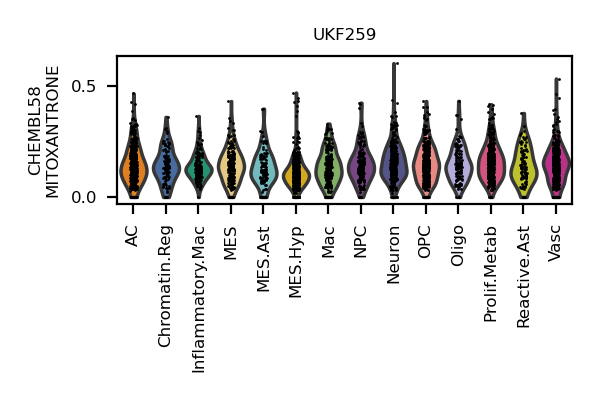 UKF259
CHEMBL58
MITOXANTRONE
0.5
0.0
AC
Chromatin.Reg
Inflammatory.Mac
MES
MES.Ast
MES.Hyp
Mac
NPC
Neuron
OPC
Oligo
Prolif.Metab
Reactive.Ast
Vasc